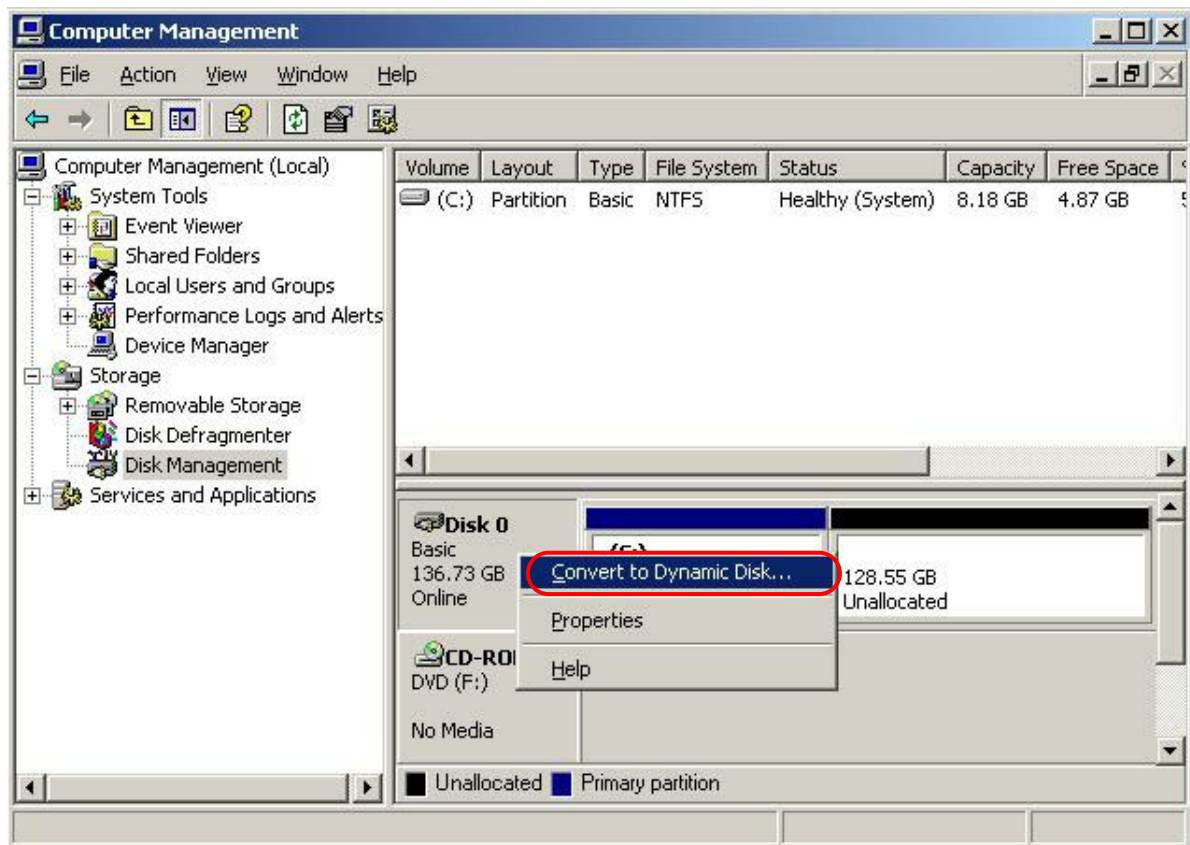 Computer Management
File Action View Window Help
Computer Management (Local)
System Tools
Event Viewer
Shared Folders
Local Users and Groups
Performance Logs and Alerts
Device Manager
Storage
Removable Storage
Disk Defragmenter
Disk Management
Services and Applications
Volume Layout Type File System Status Capacity Free Space
(C:) Partition Basic NTFS Healthy (System) 8.18 GB 4.87 GB
Disk 0
Basic
136.73 GB
Online
128.55 GB
Unallocated
Convert to Dynamic Disk...
Properties
Help
DVD (F:)
No Media
Unallocated Primary partition